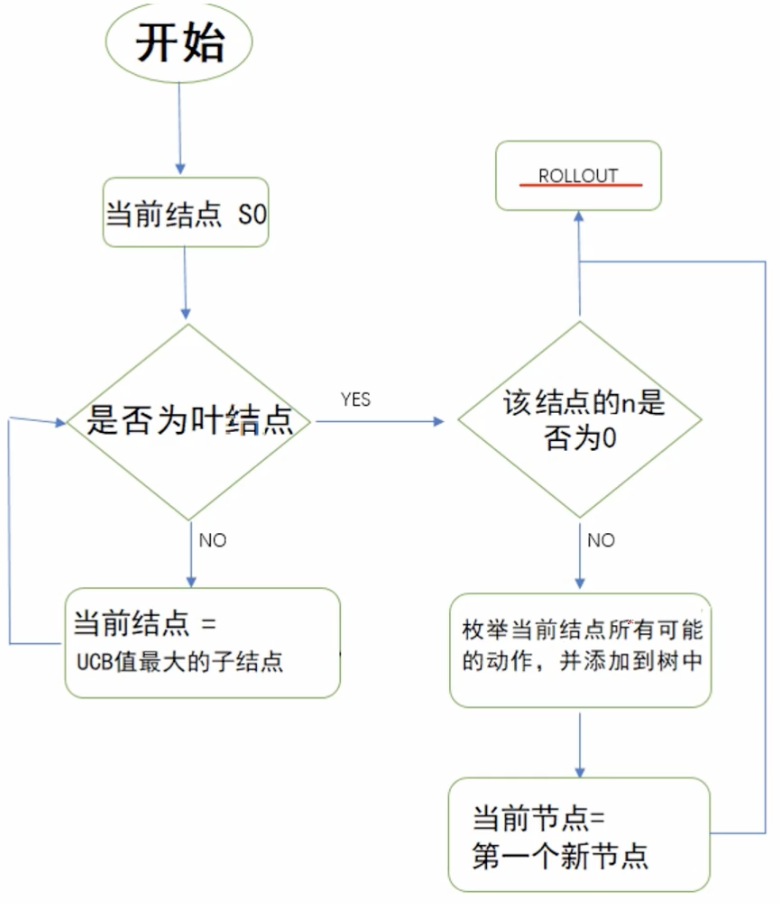 开始
当前结点 S0
是否为叶结点
YES
NO
当前结点 =
UCB值最大的子结点
ROLLOUT
该结点的n是
否为0
NO
枚举当前结点所有可能
的动作，并添加到树中
当前节点=
第一个新节点